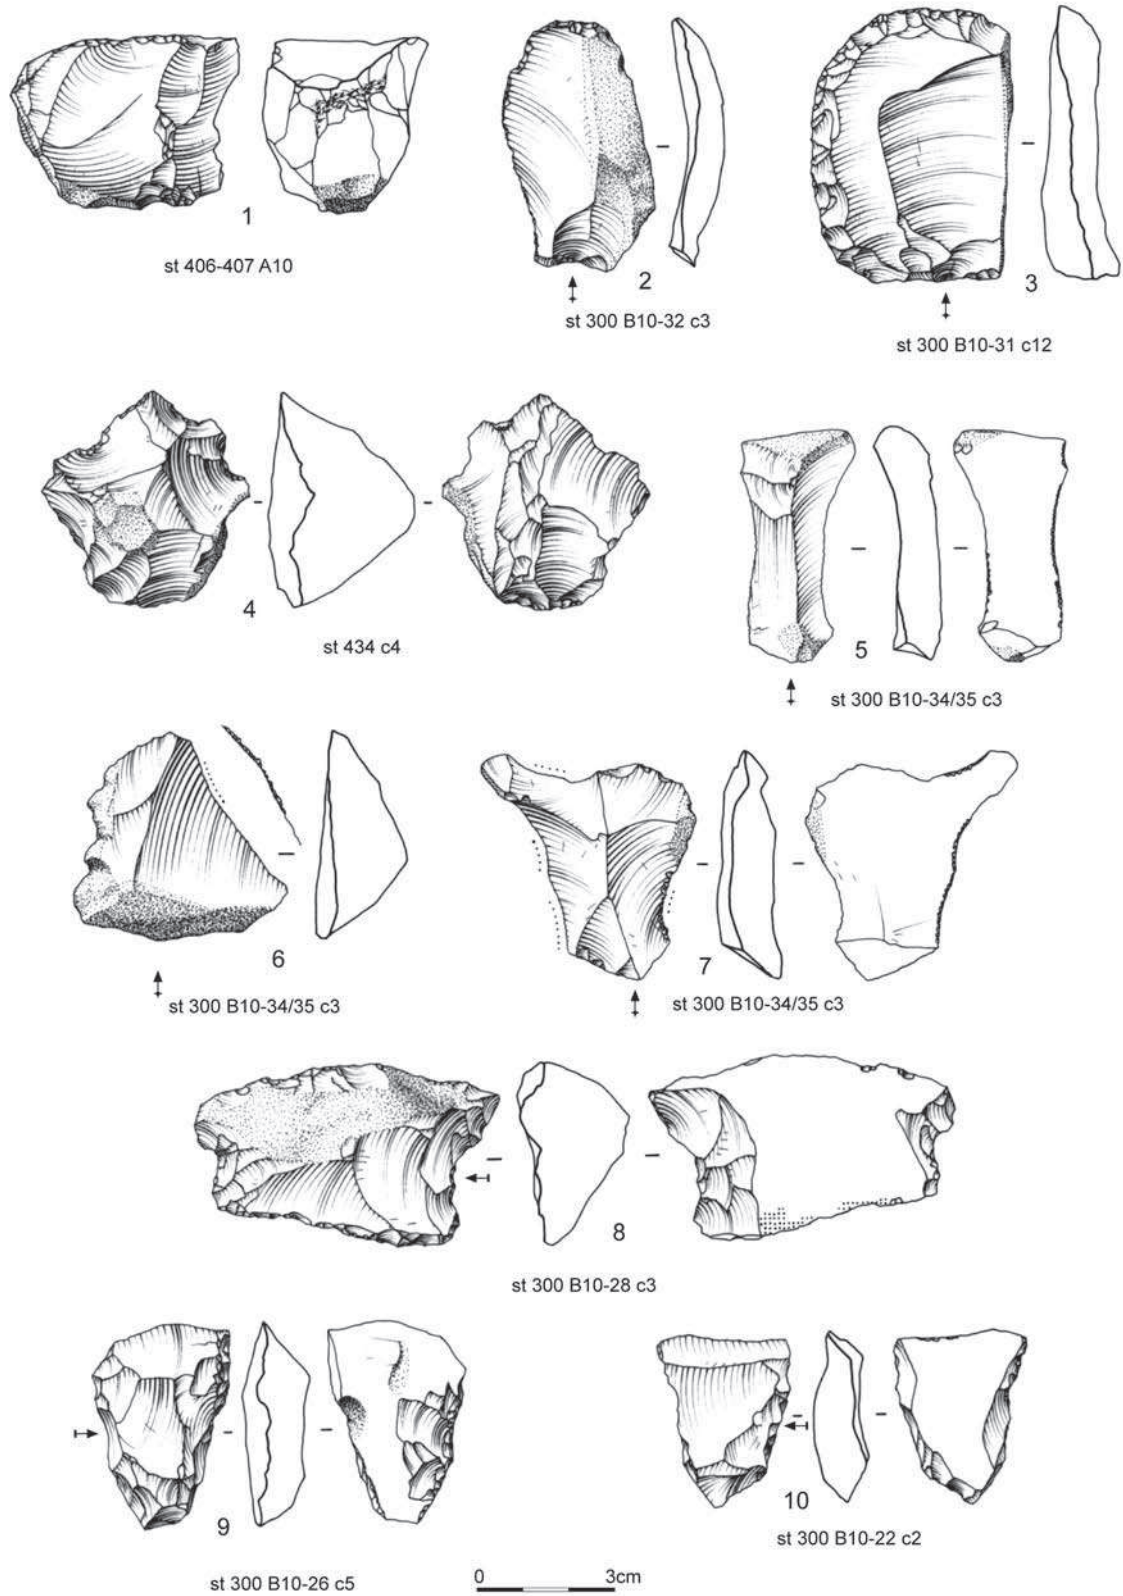 1
st 406-407 A10
2
st 300 B10-32 c3
3
st 300 B10-31 c12
4
st 434 c4
5
st 300 B10-34/35 c3
6
st 300 B10-34/35 c3
7
st 300 B10-34/35 c3
8
st 300 B10-28 c3
9
st 300 B10-26 c5
10
st 300 B10-22 c2
0 3cm